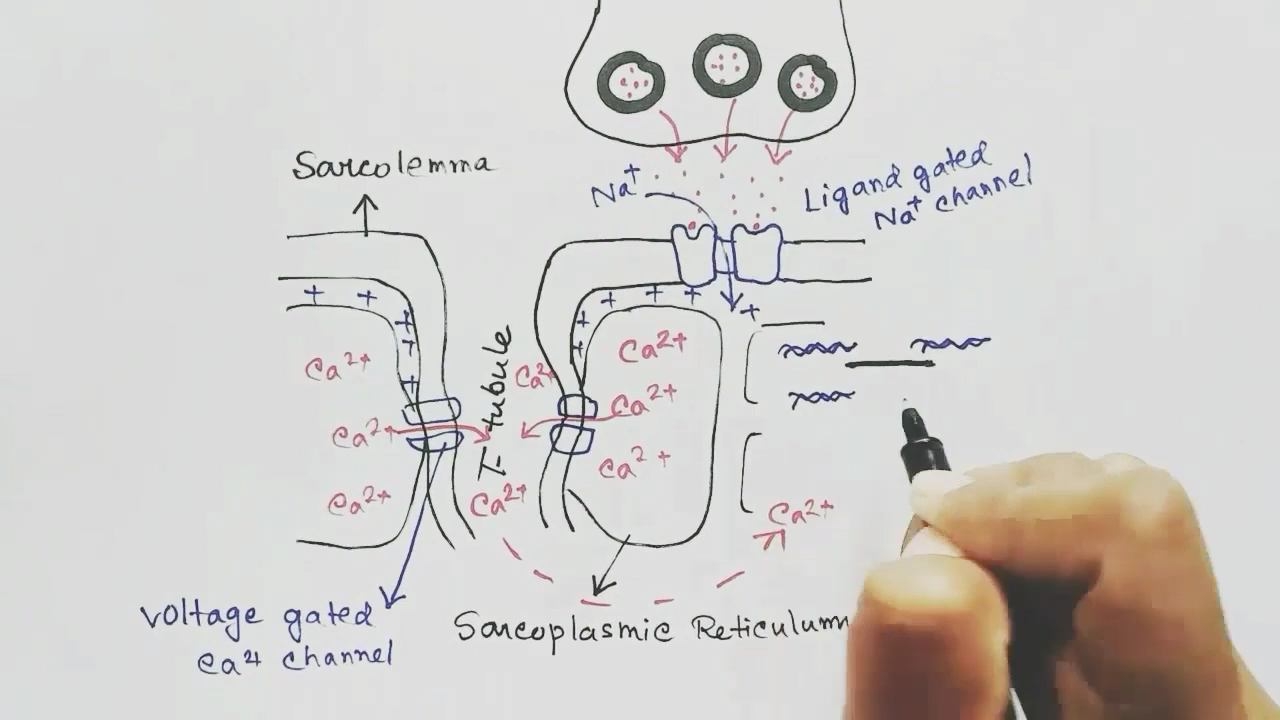 Sarcolemma
Na+
Ligand gated
Na+ channel
+ + + + +
+ + + + + +
Ca2+
Ca2+
Ca2+
T-tubule
Ca2+
Ca2+
Ca2+
Ca2+
Ca2+
Ca2+
Ca2+
voltage gated
Ca2+ channel
Sarcoplasmic Reticulum